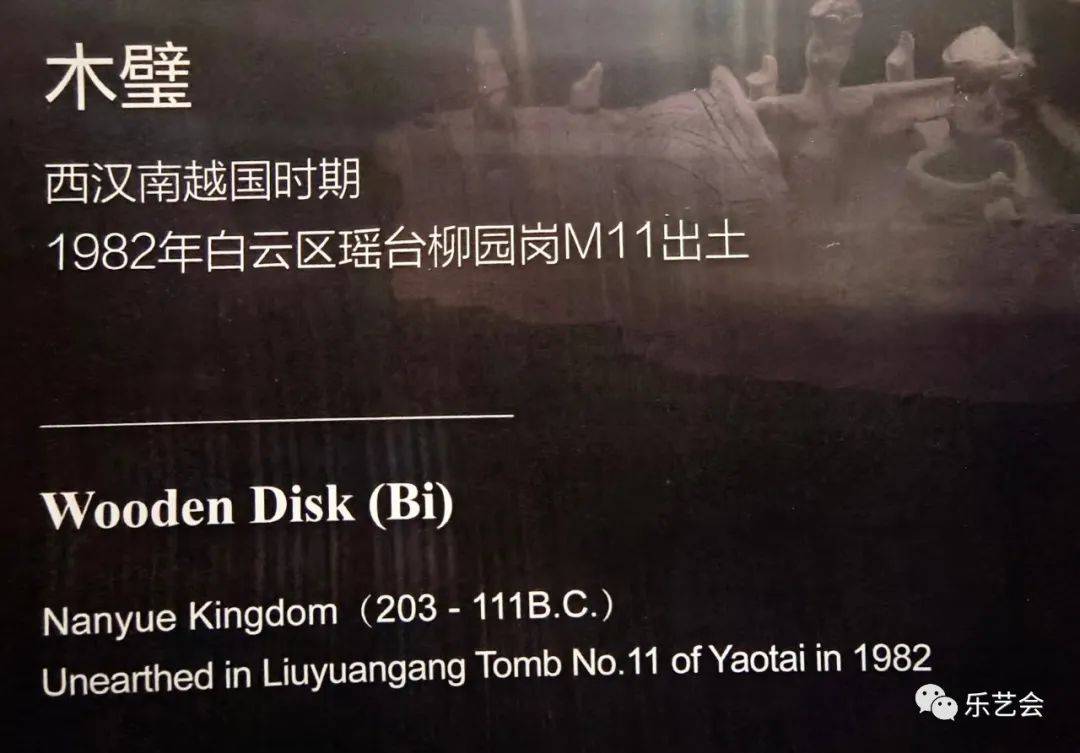 木璧
西汉南越国时期
1982年白云区瑶台柳园岗M11出土
Wooden Disk (Bi)
Nanyue Kingdom（203 - 111B.C.）
Unearthed in Liuyuangang Tomb No.11 of Yaotai in 1982
乐艺会